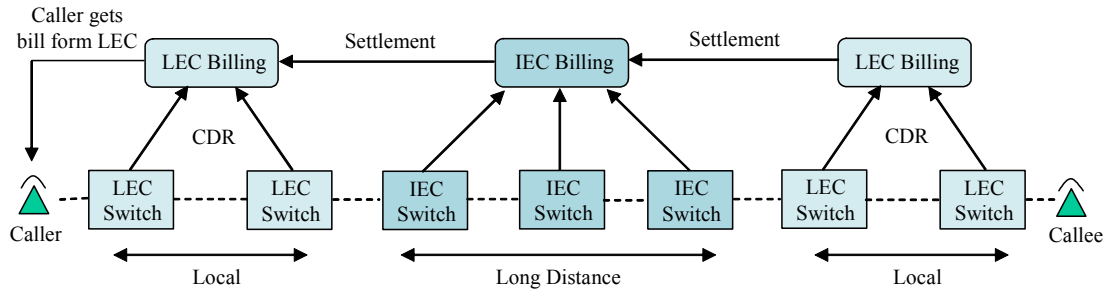 Caller gets
bill form LEC
LEC Billing
Settlement
IEC Billing
Settlement
LEC Billing
CDR
CDR
LEC
Switch
LEC
Switch
IEC
Switch
IEC
Switch
IEC
Switch
LEC
Switch
LEC
Switch
Caller
Callee
Local
Long Distance
Local